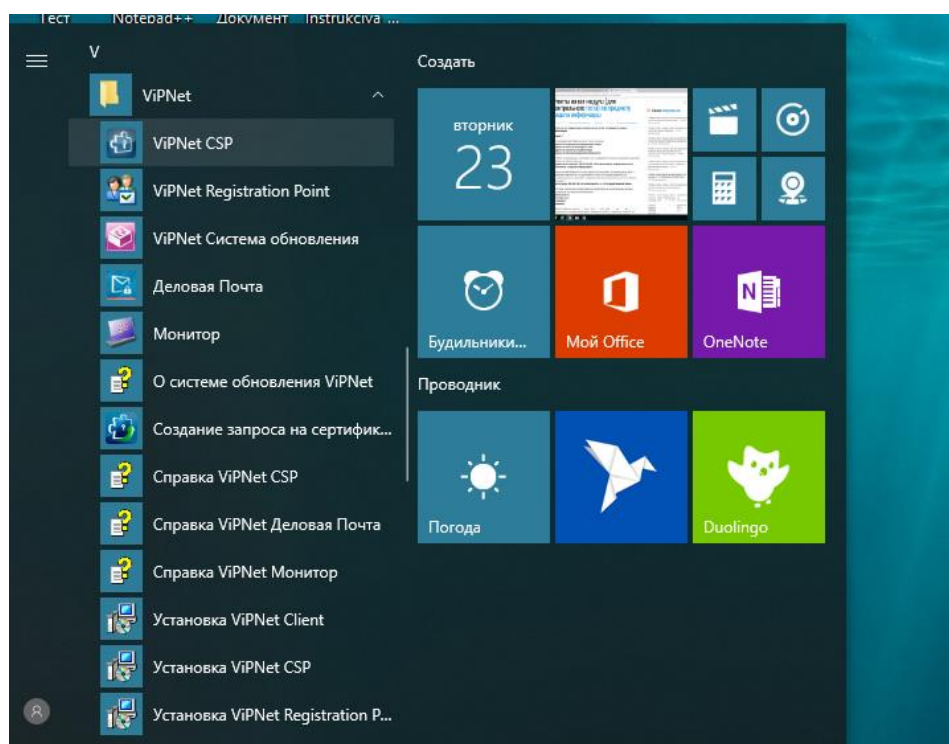 Тест Notepad++ Документ Instrukciya ...
V
ViPNet
ViPNet CSP
ViPNet Registration Point
ViPNet Система обновления
Деловая Почта
Монитор
О системе обновления ViPNet
Создание запроса на сертифик...
Справка ViPNet CSP
Справка ViPNet Деловая Почта
Справка ViPNet Монитор
Установка ViPNet Client
Установка ViPNet CSP
Установка ViPNet Registration P...
Создать
вторник
23
Будильники...
Мой Office
OneNote
Проводник
Погода
Duolingo